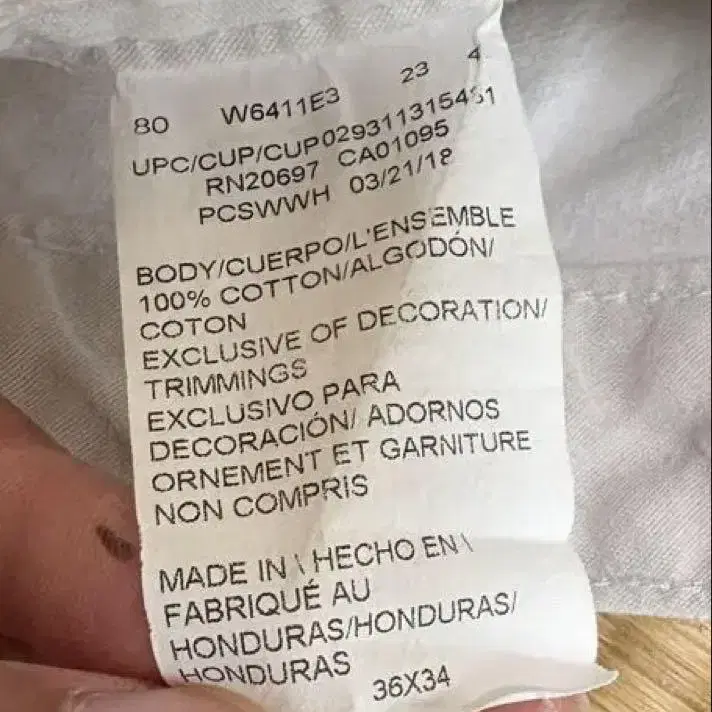 80 W6411E3 23 4
UPC/CUP/CUP029311315451
RN20697 CA01095
PCSWWH 03/21/18
BODY/CUERPO/L'ENSEMBLE
100% COTTON/ALGODÓN/
COTON
EXCLUSIVE OF DECORATION/
TRIMMINGS
EXCLUSIVO PARA
DECORACIÓN/ ADORNOS
ORNEMENT ET GARNITURE
NON COMPRIS
MADE IN \ HECHO EN \
FABRIQUÉ AU
HONDURAS/HONDURAS/
HONDURAS
36X34